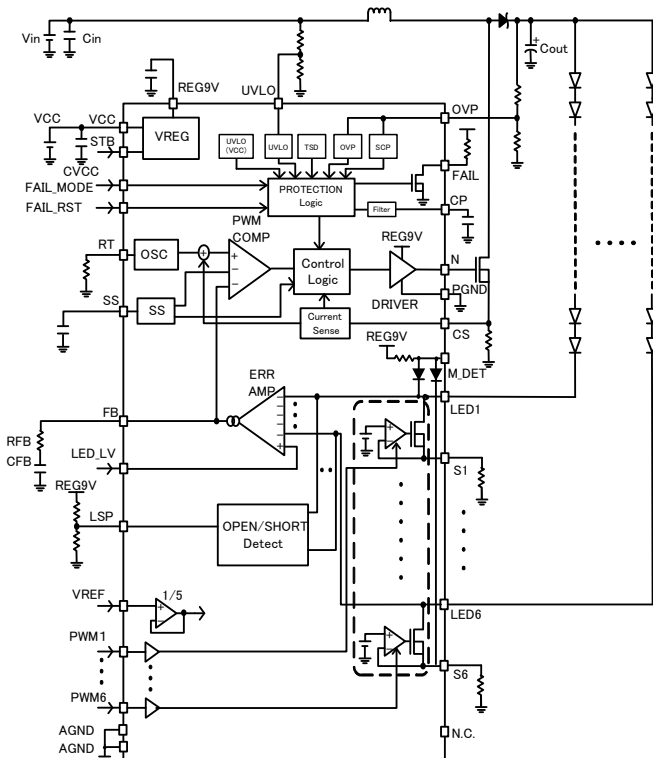 Vin
Cin
Cout
REG9V
UVLO
OVP
VCC
VCC
VREG
STB
CVCC
UVLO
(VCC)
UVLO
TSD
OVP
SCP
FAIL
FAIL_MODE
PROTECTION
Logic
Filter
CP
FAIL_RST
PWM
COMP
REG9V
RT
OSC
Control
Logic
N
PGND
DRIVER
SS
SS
Current
Sense
CS
REG9V
M_DET
ERR
AMP
LED1
FB
RFB
CFB
LED_LV
S1
REG9V
LSP
OPEN/SHORT
Detect
VREF
1/5
LED6
PWM1
S6
PWM6
AGND
N.C.
AGND